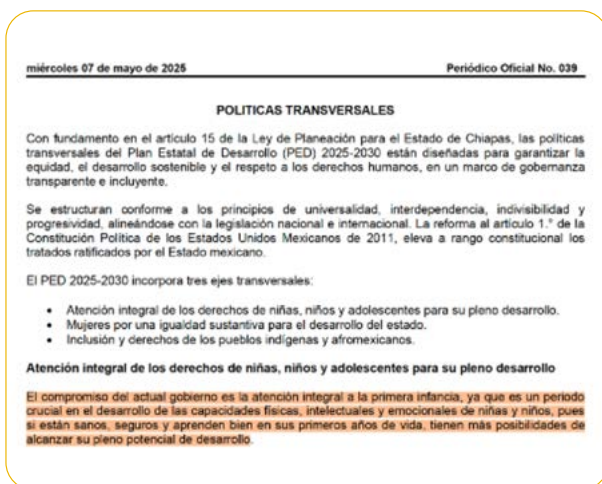 miércoles 07 de mayo de 2025 Periódico Oficial No. 039
POLITICAS TRANSVERSALES
Con fundamento en el artículo 15 de la Ley de Planeación para el Estado de Chiapas, las políticas
transversales del Plan Estatal de Desarrollo (PED) 2025-2030 están diseñadas para garantizar la
equidad, el desarrollo sostenible y el respeto a los derechos humanos, en un marco de gobernanza
transparente e incluyente.
Se estructuran conforme a los principios de universalidad, interdependencia, indivisibilidad y
progresividad, alineándose con la legislación nacional e internacional. La reforma al artículo 1.° de la
Constitución Política de los Estados Unidos Mexicanos de 2011, eleva a rango constitucional los
tratados ratificados por el Estado mexicano.
El PED 2025-2030 incorpora tres ejes transversales:
• Atención integral de los derechos de niñas, niños y adolescentes para su pleno desarrollo.
• Mujeres por una igualdad sustantiva para el desarrollo del estado.
• Inclusión y derechos de los pueblos indígenas y afromexicanos.
Atención integral de los derechos de niñas, niños y adolescentes para su pleno desarrollo
El compromiso del actual gobierno es la atención integral a la primera infancia, ya que es un periodo
crucial en el desarrollo de las capacidades físicas, intelectuales y emocionales de niñas y niños, pues
si están sanos, seguros y aprenden bien en sus primeros años de vida, tienen más posibilidades de
alcanzar su pleno potencial de desarrollo.